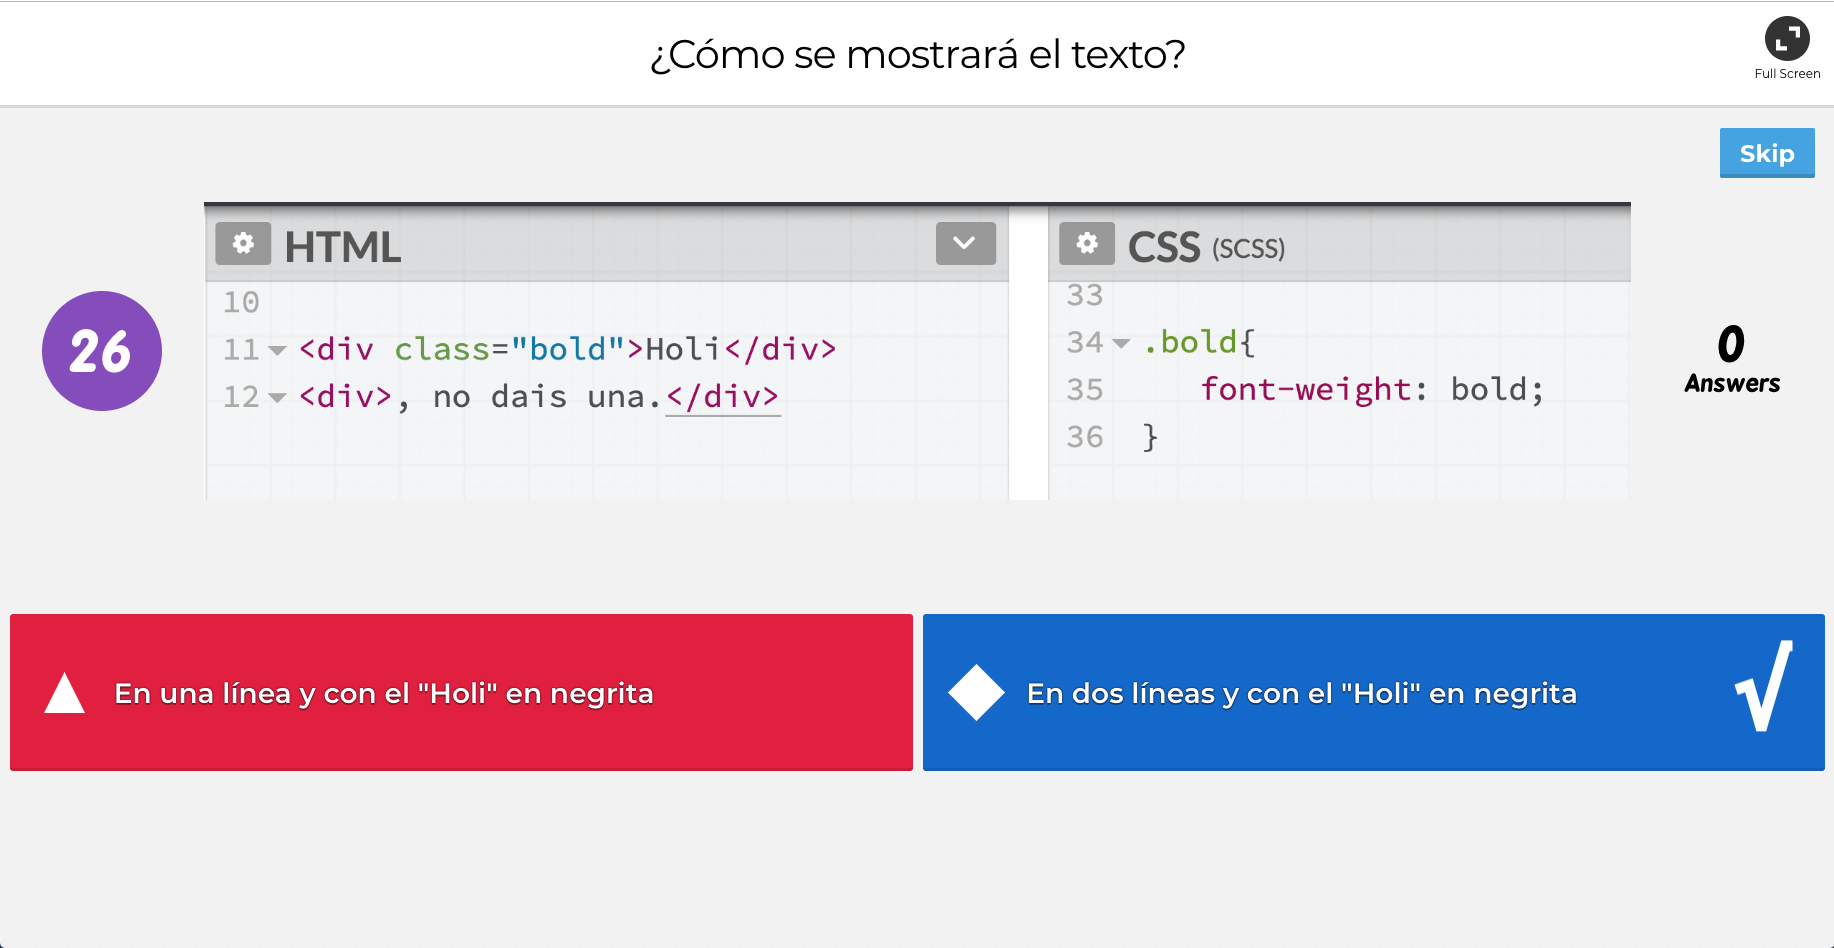 ¿Cómo se mostrará el texto?
Full Screen
Skip
26
HTML
10
11 <div class="bold">Holi</div>
12 <div>, no dais una.</div>
CSS (SCSS)
33
34 .bold{
35 font-weight: bold;
36 }
0
Answers
En una línea y con el "Holi" en negrita
En dos líneas y con el "Holi" en negrita